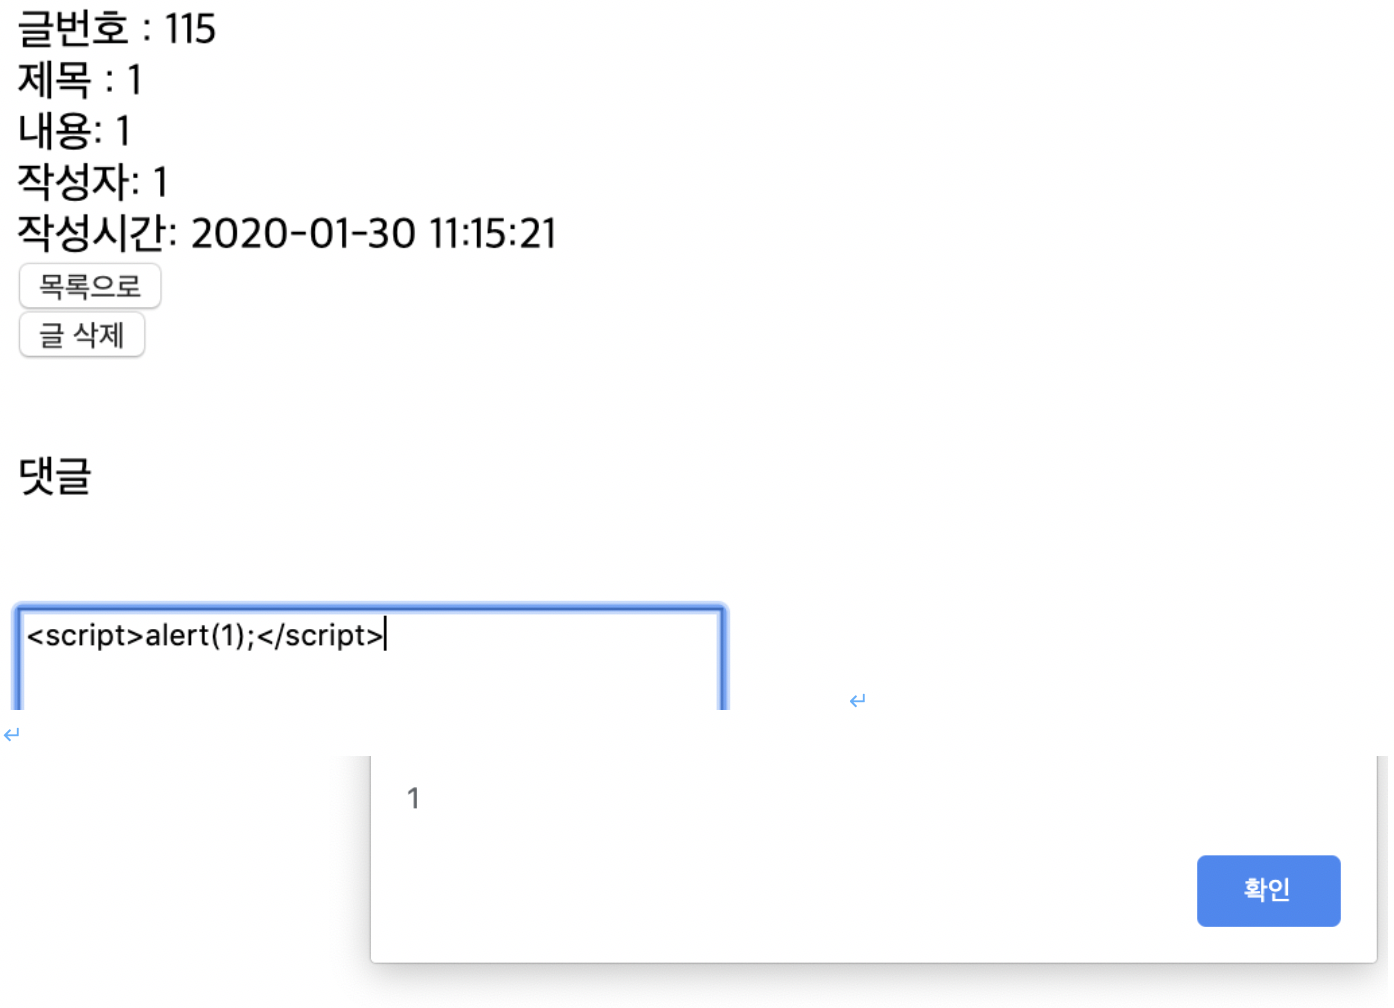 글번호 : 115
제목 : 1
내용: 1
작성자: 1
작성시간: 2020-01-30 11:15:21
목록으로
글 삭제
댓글
<script>alert(1);</script>
1
확인